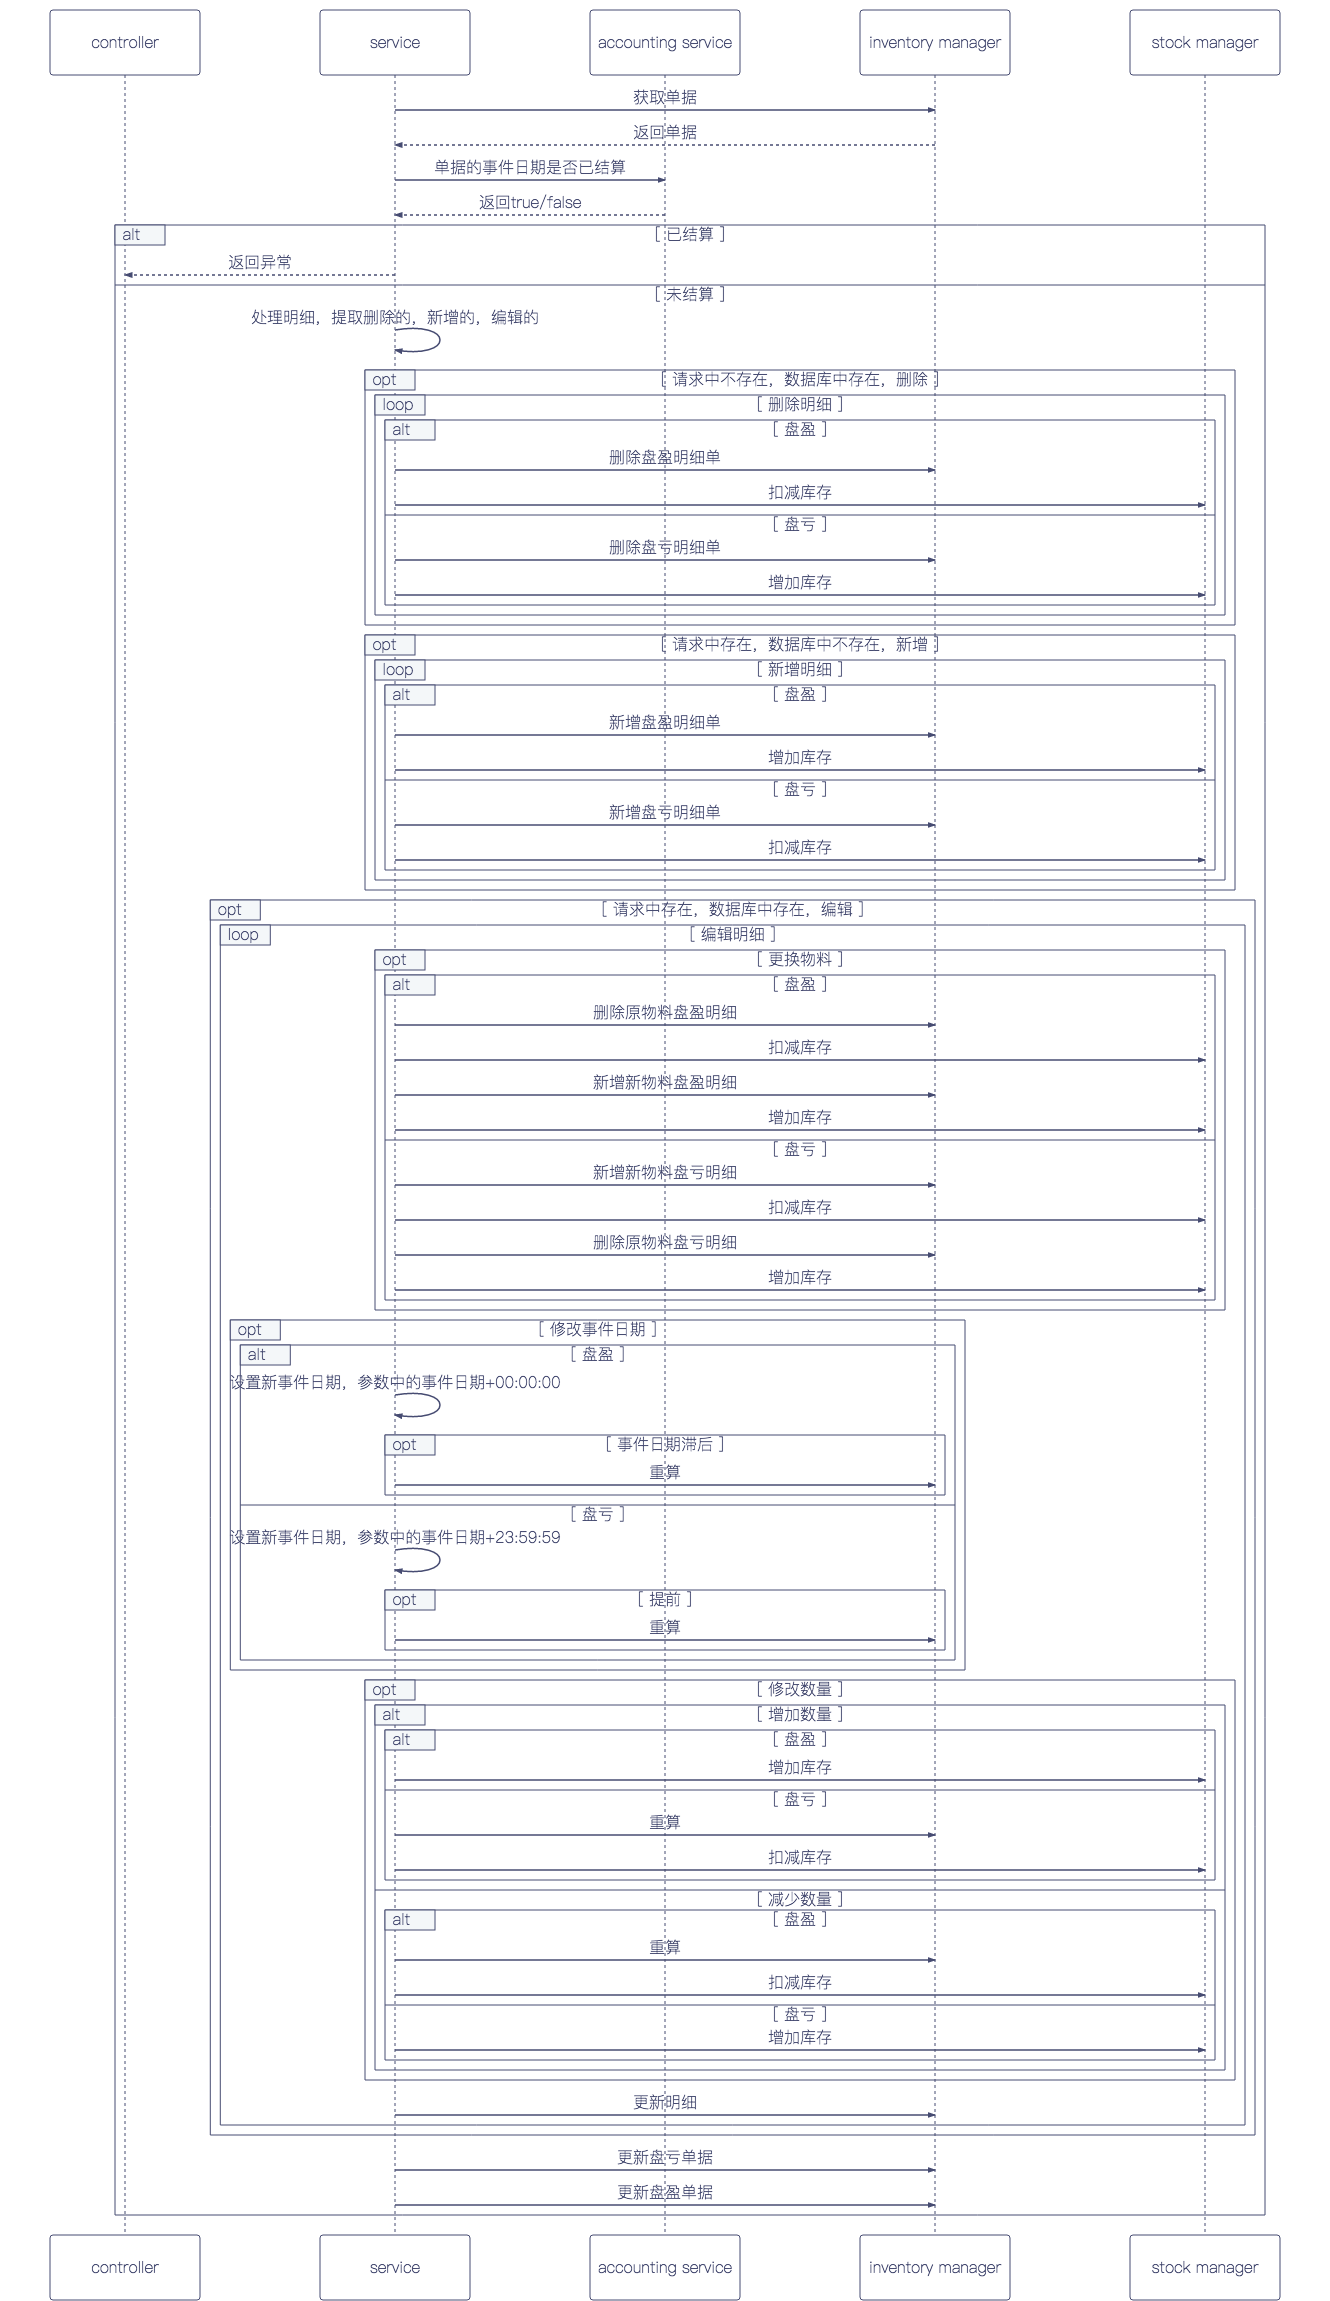 controller
service
accounting service
inventory manager
stock manager
获取单据
返回单据
单据的事件日期是否已结算
返回true/false
alt
[ 已结算 ]
返回异常
[ 未结算 ]
处理明细，提取删除的，新增的，编辑的
opt
[ 请求中不存在，数据库中存在，删除 ]
loop
[ 删除明细 ]
alt
[ 盘盈 ]
删除盘盈明细单
扣减库存
[ 盘亏 ]
删除盘亏明细单
增加库存
opt
[ 请求中存在，数据库中不存在，新增 ]
loop
[ 新增明细 ]
alt
[ 盘盈 ]
新增盘盈明细单
增加库存
[ 盘亏 ]
新增盘亏明细单
扣减库存
opt
[ 请求中存在，数据库中存在，编辑 ]
loop
[ 编辑明细 ]
opt
[ 更换物料 ]
alt
[ 盘盈 ]
删除原物料盘盈明细
扣减库存
新增新物料盘盈明细
增加库存
[ 盘亏 ]
新增新物料盘亏明细
扣减库存
删除原物料盘亏明细
增加库存
opt
[ 修改事件日期 ]
alt
[ 盘盈 ]
设置新事件日期，参数中的事件日期+00:00:00
opt
[ 事件日期滞后 ]
重算
[ 盘亏 ]
设置新事件日期，参数中的事件日期+23:59:59
opt
[ 提前 ]
重算
opt
[ 修改数量 ]
alt
[ 增加数量 ]
alt
[ 盘盈 ]
增加库存
[ 盘亏 ]
重算
扣减库存
[ 减少数量 ]
alt
[ 盘盈 ]
重算
扣减库存
[ 盘亏 ]
增加库存
更新明细
更新盘亏单据
更新盘盈单据
controller
service
accounting service
inventory manager
stock manager